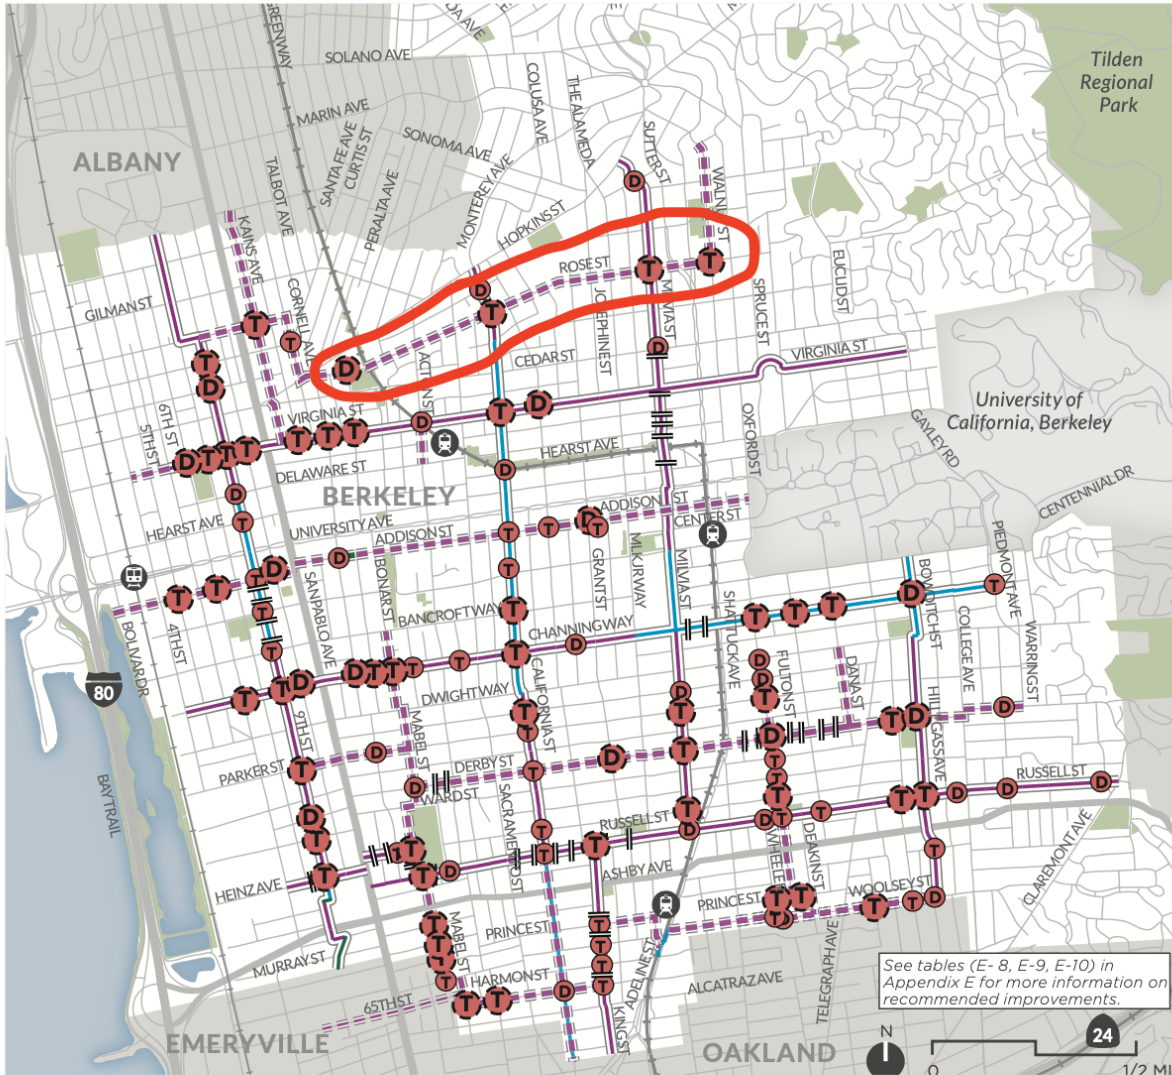 GREENWAY
SOLANO AVE
MARIN AVE
SANTA FE AVE
CURTIS ST
SONOMA AVE
COLUSA AVE
THE ALAMEDA
SUTTER ST
Tilden
Regional
Park
ALBANY
TALBOT AVE
PERALTA AVE
MONTEREY AVE
HOPKINS ST
WALNUT ST
KAINS AVE
ROSE ST
EUCLID ST
SPRUCE ST
GILMAN ST
CORNELL AVE
JOSEPHINE ST
MILVIA ST
ACTON ST
CEDAR ST
VIRGINIA ST
6TH ST
5TH ST
VIRGINIA ST
OXFORD ST
University of
California, Berkeley
GAYLEY RD
DELAWARE ST
HEARST AVE
BERKELEY
CENTENNIAL DR
HEARST AVE
UNIVERSITY AVE
ADDISON ST
ADDISON ST
CENTER ST
PIEDMONT AVE
SAN PABLO AVE
BONAR ST
GRANT ST
MLK JR WAY
MILVIA ST
SHATTUCK AVE
BOWDITCH ST
COLLEGE AVE
WARRING ST
BANCROFT WAY
CHANNING WAY
4TH ST
BOLIVAR DR
80
DWIGHT WAY
CALIFORNIA ST
FULTON ST
DANA ST
HILLEGASS AVE
9TH ST
MABEL ST
PARKER ST
DERBY ST
WARD ST
BAY TRAIL
SACRAMENTO ST
RUSSELL ST
RUSSELL ST
WHEELER
DEAKIN ST
CLAREMONT AVE
HEINZ AVE
ASHBY AVE
PRINCE ST
WOOLSEY ST
MABEL ST
PRINCE ST
MURRAY ST
ADELINE ST
TELEGRAPH AVE
HARMON ST
ALCATRAZ AVE
65TH ST
KING ST
See tables (E- 8, E-9, E-10) in
Appendix E for more information on
recommended improvements.
EMERYVILLE
OAKLAND
N
24
0
1/2 MI